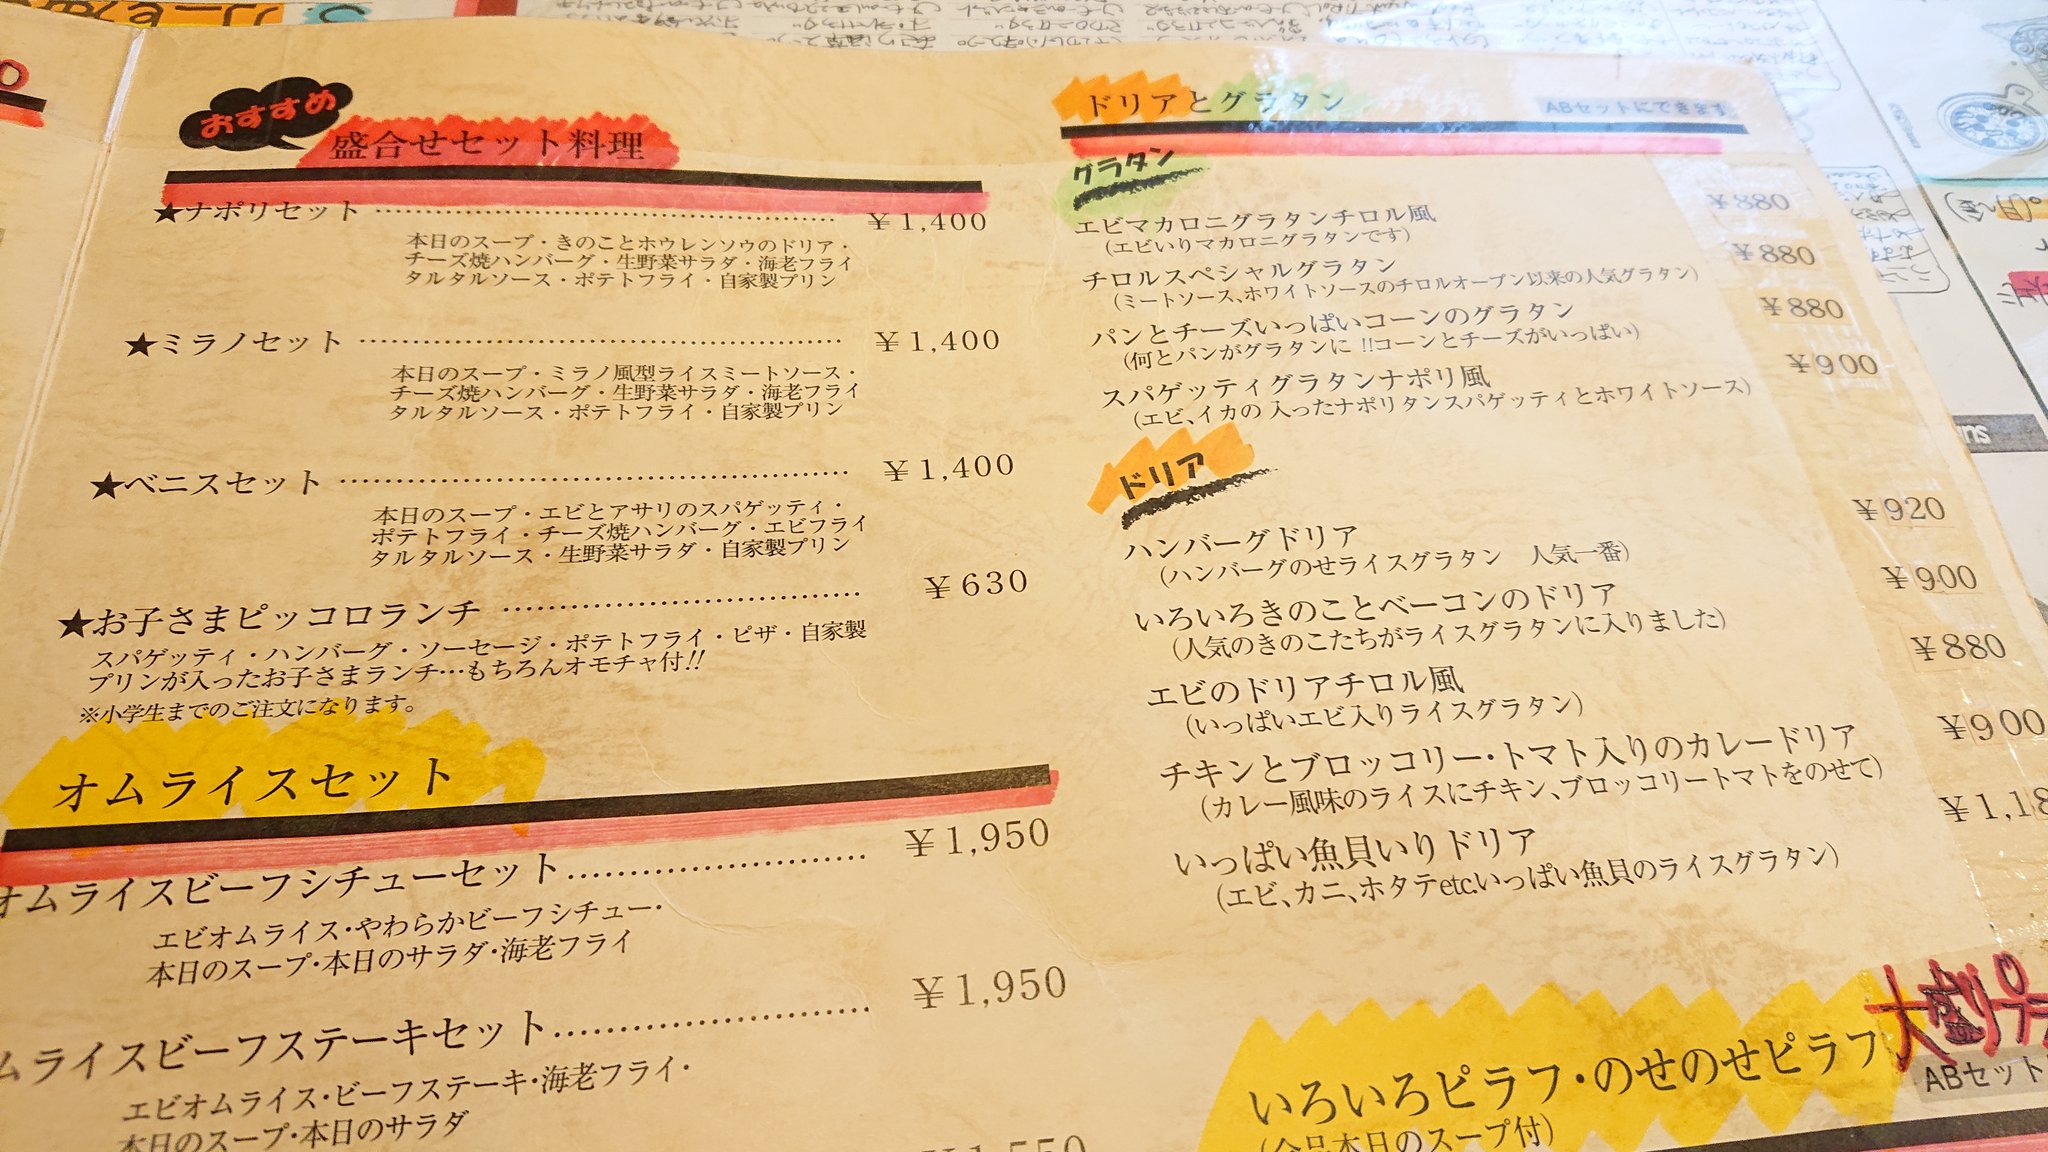 おすすめ
盛合せセット料理
★ナポリセット ¥1,400
本日のスープ・きのことホウレンソウのドリア・
チーズ焼ハンバーグ・生野菜サラダ・海老フライ
タルタルソース・ポテトフライ・自家製プリン
★ミラノセット ¥1,400
本日のスープ・ミラノ風型ライスミートソース・
チーズ焼ハンバーグ・生野菜サラダ・海老フライ
タルタルソース・ポテトフライ・自家製プリン
★ベニスセット ¥1,400
本日のスープ・エビとアサリのスパゲッティ・
ポテトフライ・チーズ焼ハンバーグ・エビフライ
タルタルソース・生野菜サラダ・自家製プリン
★お子さまピッコロランチ ¥630
スパゲッティ・ハンバーグ・ソーセージ・ポテトフライ・ピザ・自家製
プリンが入ったお子さまランチ…もちろんオモチャ付!!
※小学生までのご注文になります。
オムライスセット
オムライスビーフシチューセット ¥1,950
エビオムライス・やわらかビーフシチュー・
本日のスープ・本日のサラダ・海老フライ
ムライスビーフステーキセット ¥1,950
エビオムライス・ビーフステーキ・海老フライ・
本日のスープ・本日のサラダ
¥1,550
ドリアとグラタン
ABセットにできます
グラタン
エビマカロニグラタンチロル風 ¥880
(エビいりマカロニグラタンです)
チロルスペシャルグラタン ¥880
(ミートソース、ホワイトソースのチロルオープン以来の人気グラタン)
パンとチーズいっぱいコーンのグラタン ¥880
(何とパンがグラタンに !!コーンとチーズがいっぱい)
スパゲッティグラタンナポリ風 ¥900
(エビ、イカの 入ったナポリタンスパゲッティとホワイトソース)
ドリア
ハンバーグドリア ¥920
(ハンバーグのせライスグラタン 人気一番)
いろいろきのことベーコンのドリア ¥900
(人気のきのこたちがライスグラタンに入りました)
エビのドリアチロル風 ¥880
(いっぱいエビ入りライスグラタン)
チキンとブロッコリー・トマト入りのカレードリア ¥900
(カレー風味のライスにチキン、ブロッコリートマトをのせて)
いっぱい魚貝いりドリア ¥1,18
(エビ、カニ、ホタテetc.いっぱい魚貝のライスグラタン)
大盛り
いろいろピラフ・のせのせピラフ
ABセット
(全品本日のスープ付)